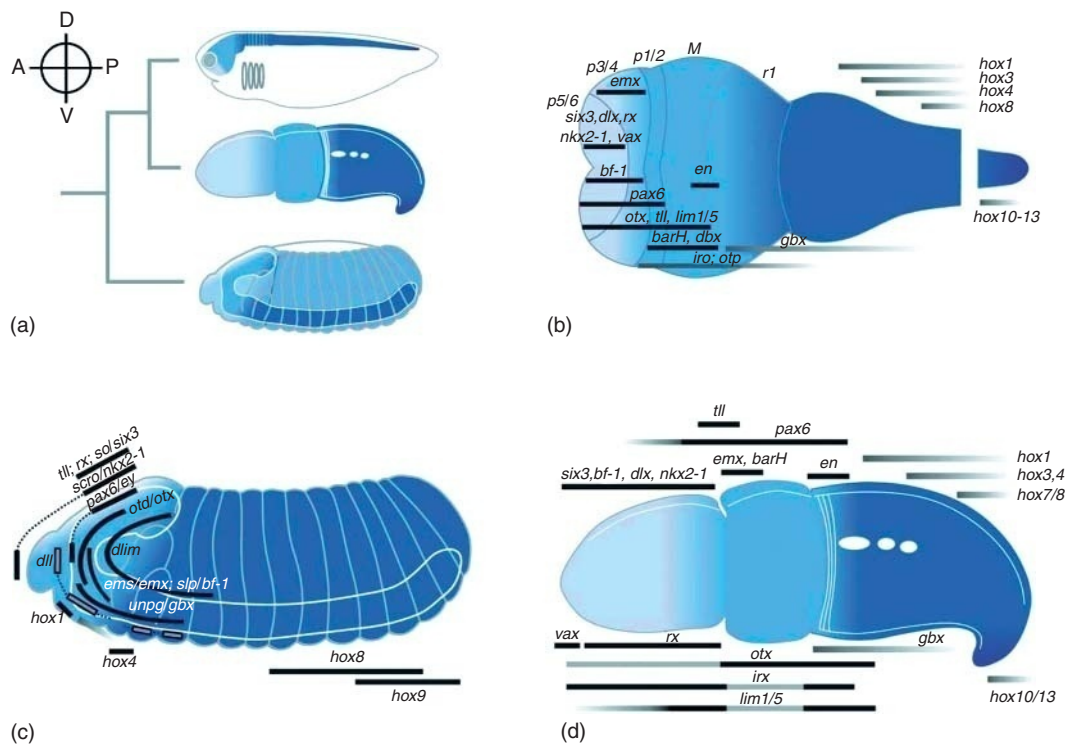 D
A
P
V
(a)
M
p1/2
p3/4
r1
emx
p5/6
six3,dlx,rx
nkx2-1, vax
bf-1
en
pax6
otx, tll, lim1/5
barH, dbx
gbx
iro; otp
hox1
hox3
hox4
hox8
hox10-13
(b)
tll; rx; so/six3
scro/nkx2-1
pax6/ey
otd/otx
dll
dlim
ems/emx; slp/bf-1
unpg/gbx
hox1
hox4
hox8
hox9
(c)
tll
pax6
emx, barH
en
six3,bf-1, dlx, nkx2-1
hox1
hox3,4
hox7/8
vax
rx
gbx
otx
irx
lim1/5
hox10/13
(d)